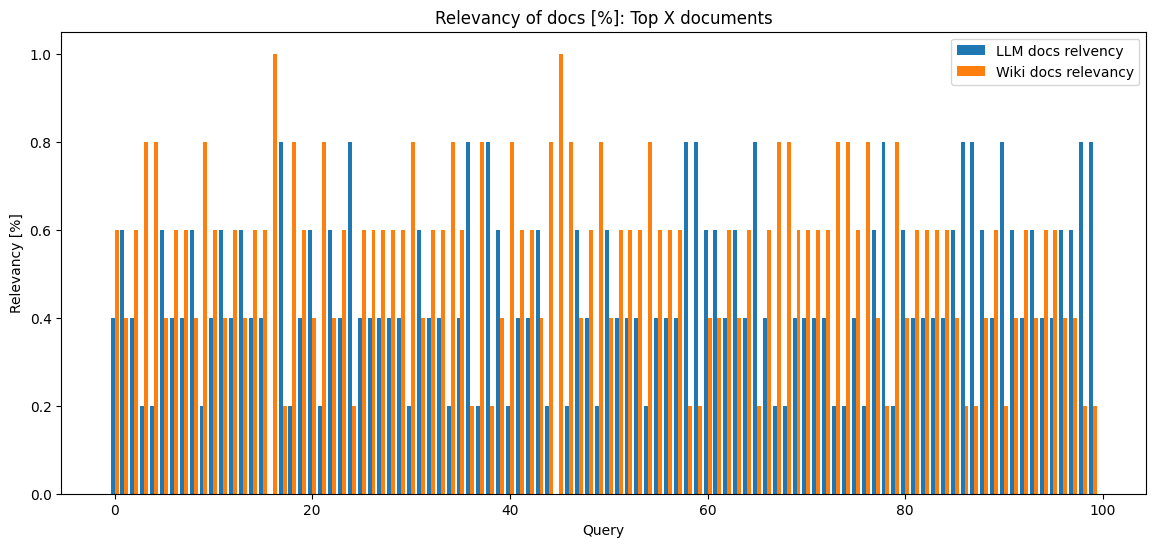 Relevancy of docs [%]: Top X documents
LLM docs relvency
Wiki docs relevancy
Relevancy [%]
1.0
0.8
0.6
0.4
0.2
0.0
0 20 40 60 80 100
Query